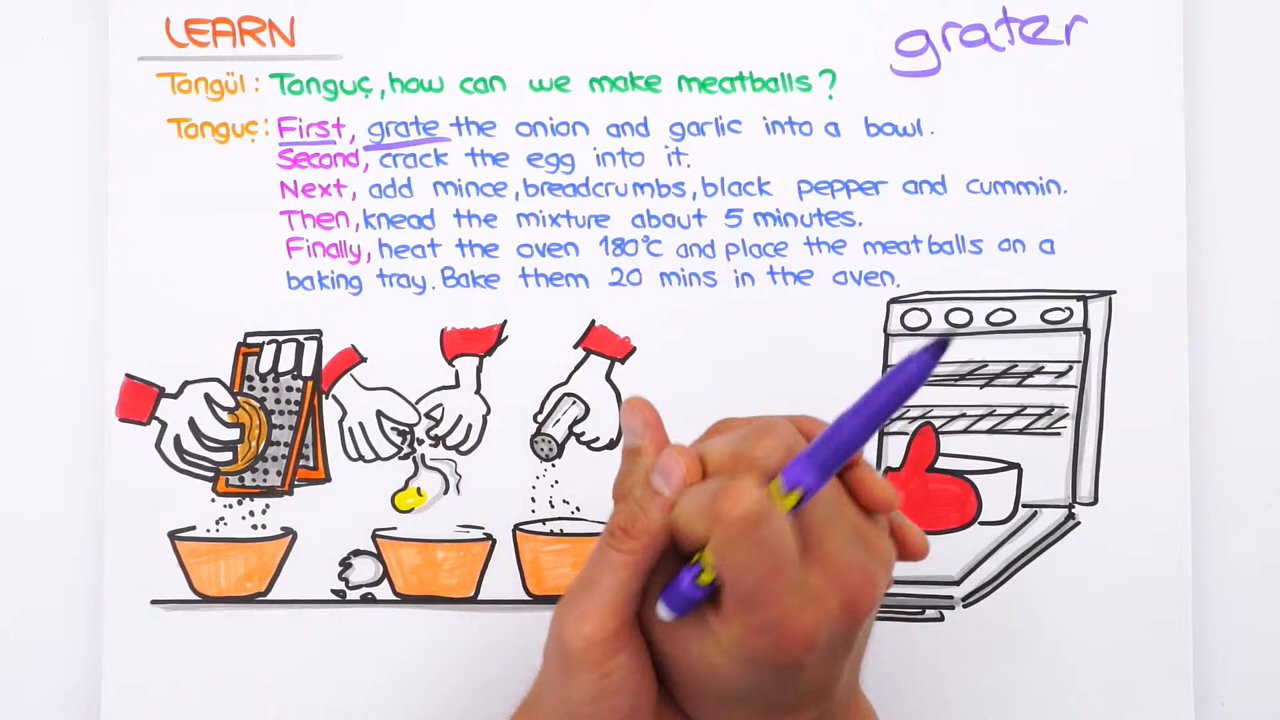 LEARN
grater
Tongül: Tonguç, how can we make meatballs?
Tonguç: First, grate the onion and garlic into a bowl.
Second, crack the egg into it.
Next, add mince, breadcrumbs, black pepper and cummin.
Then, knead the mixture about 5 minutes.
Finally, heat the oven 180°C and place the meatballs on a
baking tray. Bake them 20 mins in the oven.